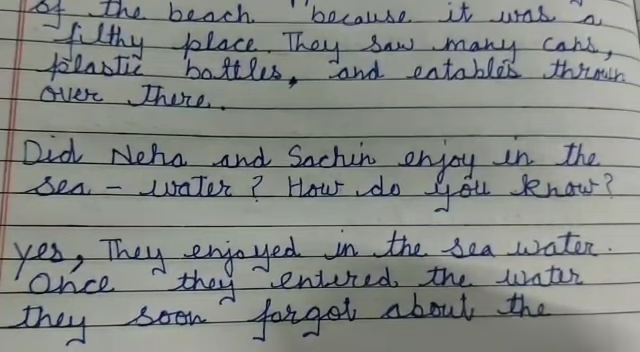 of the beach because it was a
filthy place. They saw many cans,
plastic bottles, and eatables thrown
over there.
Did Neha and Sachin enjoy in the
sea - water? How do you know?
yes, They enjoyed in the sea water.
Once they entered the water
they soon forgot about the